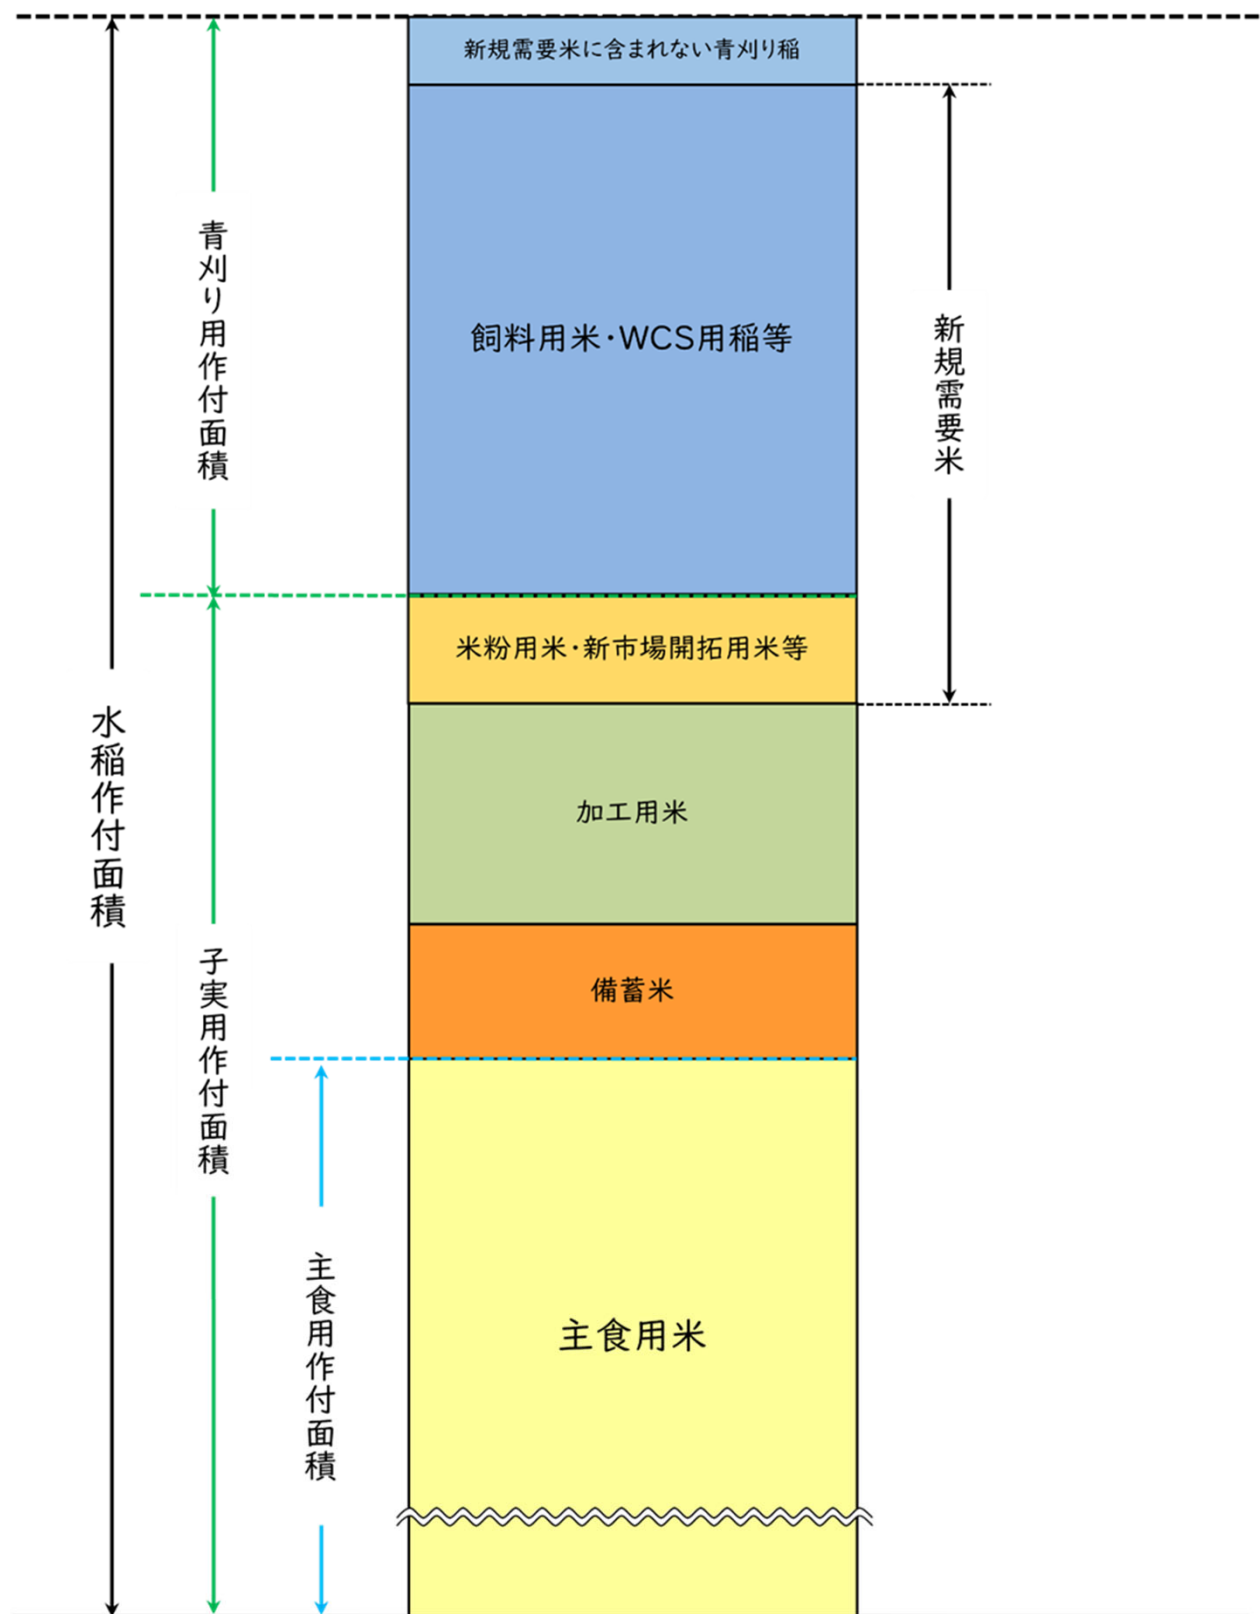 新規需要米に含まれない青刈り稲
青刈り用作付面積
飼料用米・WCS用稲等
新規需要米
米粉用米・新市場開拓用米等
水稲作付面積
加工用米
子実用作付面積
備蓄米
主食用作付面積
主食用米